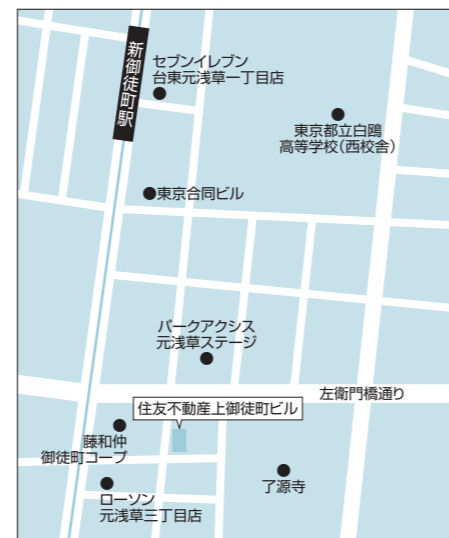 新御徒町駅
セブンイレブン
台東元浅草一丁目店
東京都立白鷗
高等学校(西校舎)
東京合同ビル
パークアクシス
元浅草ステージ
左衛門橋通り
住友不動産上御徒町ビル
藤和仲
御徒町コープ
了源寺
ローソン
元浅草三丁目店